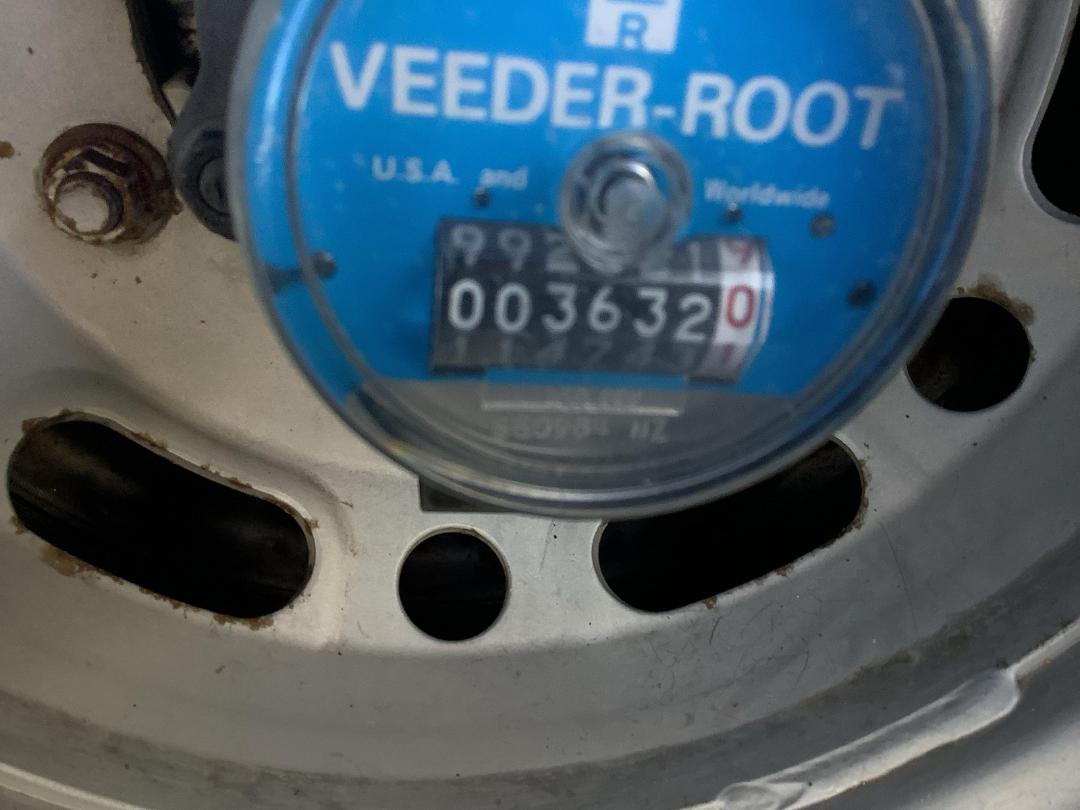 R
VEEDER-ROOT
U.S.A. and Worldwide
0036320